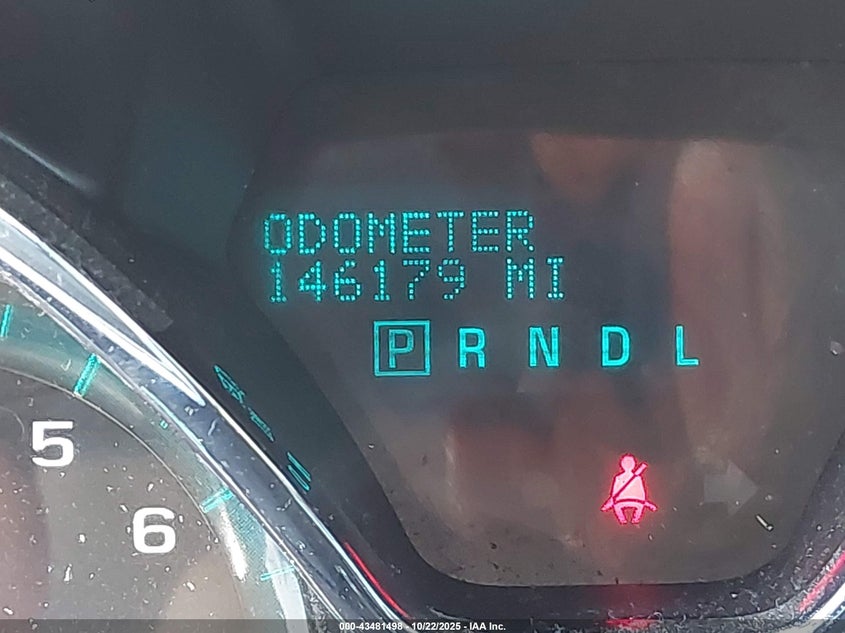 ODOMETER
146179 MI
P R N D L
5
6
000-43481498 - 10/22/2025 - IAA Inc.